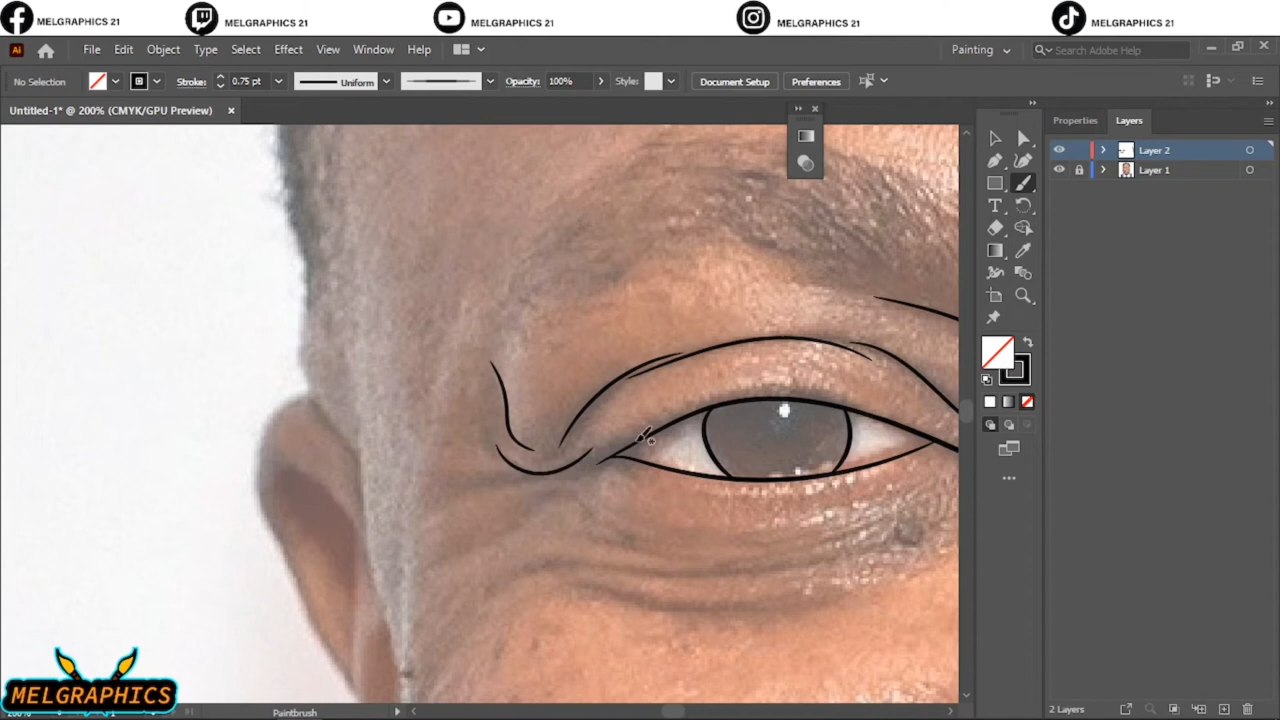 MELGRAPHICS 21 MELGRAPHICS 21 MELGRAPHICS 21 MELGRAPHICS 21 MELGRAPHICS 21
Ai File Edit Object Type Select Effect View Window Help Painting Search Adobe Help
No Selection Stroke: 0.75 pt Uniform Opacity: 100% Style: Document Setup Preferences
Untitled-1* @ 200% (CMYK/GPU Preview)
Properties Layers
Layer 2
Layer 1
MELGRAPHICS
Paintbrush
2 Layers